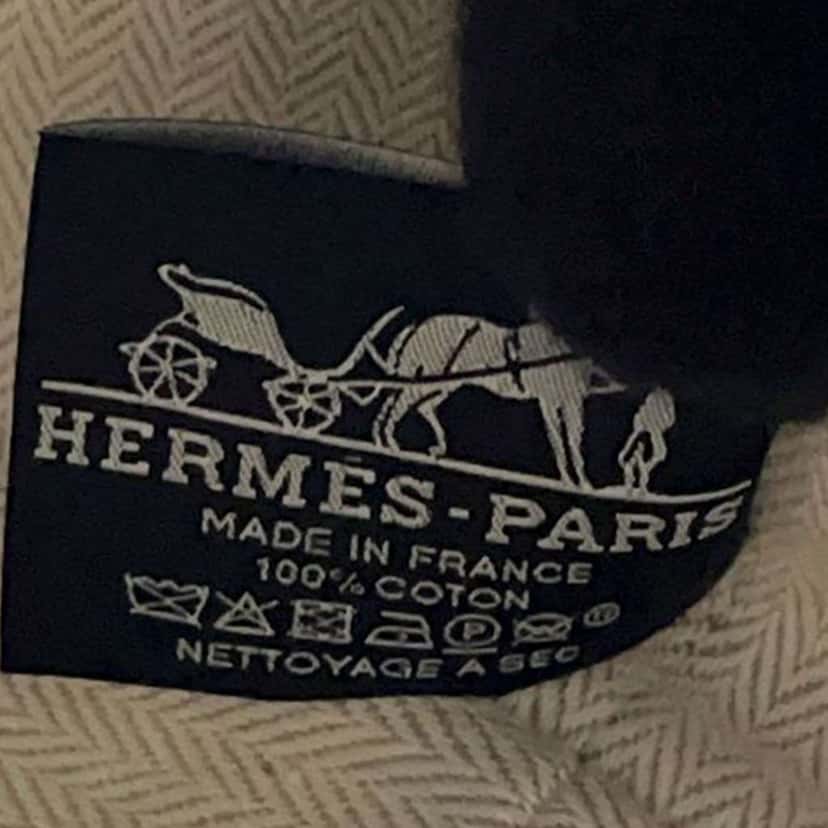 HERMÈS-PARIS
MADE IN FRANCE
100% COTON
P
NETTOYAGE A SEC